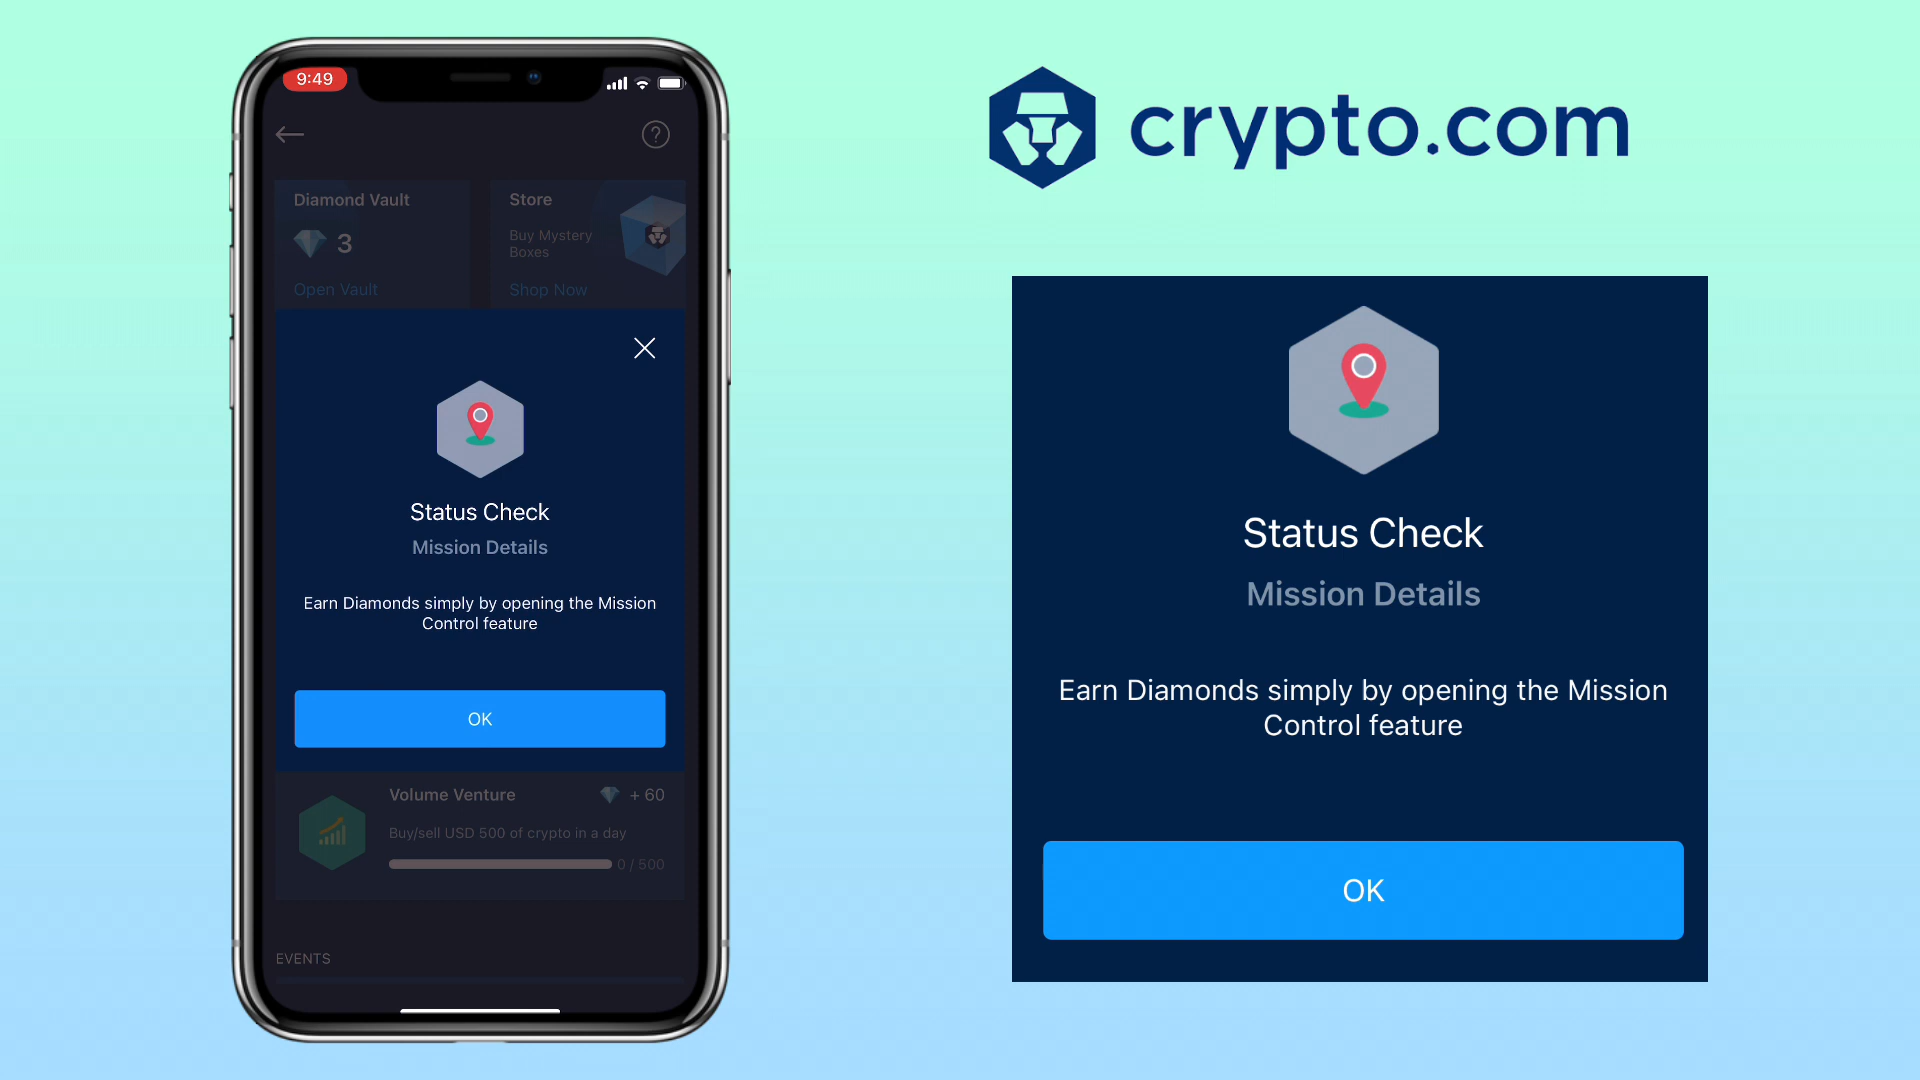 9:49
Diamond Vault
3
Open Vault
Store
Buy Mystery
Boxes
Shop Now
Status Check
Mission Details
Earn Diamonds simply by opening the Mission
Control feature
OK
Volume Venture
+ 60
Buy/sell USD 500 of crypto in a day
0 / 500
EVENTS
crypto.com
Status Check
Mission Details
Earn Diamonds simply by opening the Mission
Control feature
OK